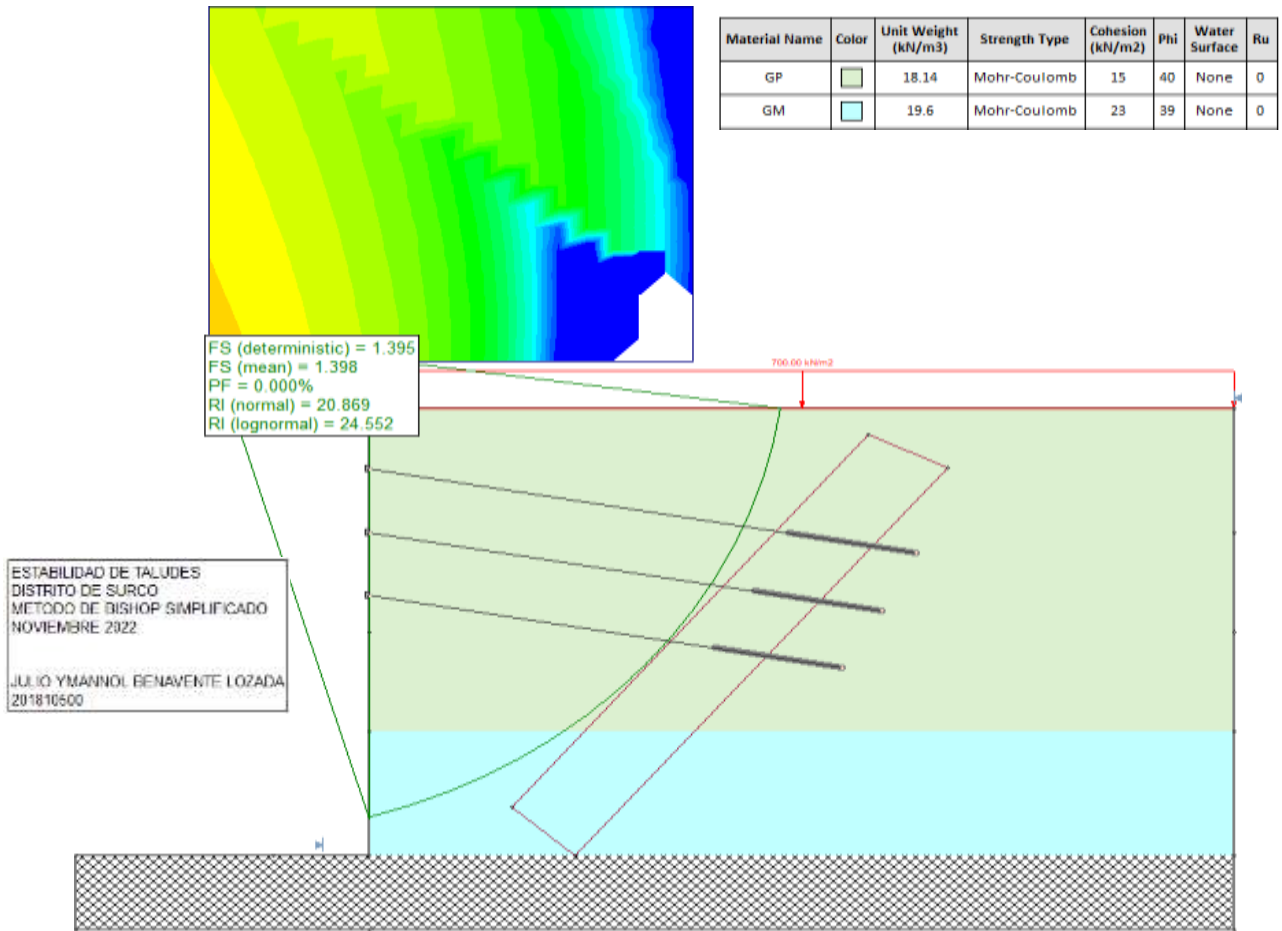 Material Name Color Unit Weight (kN/m3) Strength Type Cohesion (kN/m2) Phi Water Surface Ru
GP 18.14 Mohr-Coulomb 15 40 None 0
GM 19.6 Mohr-Coulomb 23 39 None 0
FS (deterministic) = 1.395
FS (mean) = 1.398
PF = 0.000%
RI (normal) = 20.869
RI (lognormal) = 24.552
700.00 kN/m2
ESTABILIDAD DE TALUDES
DISTRITO DE SURCO
METODO DE BISHOP SIMPLIFICADO
NOVIEMBRE 2022
JULIO YMANNOL BENAVENTE LOZADA
201810500